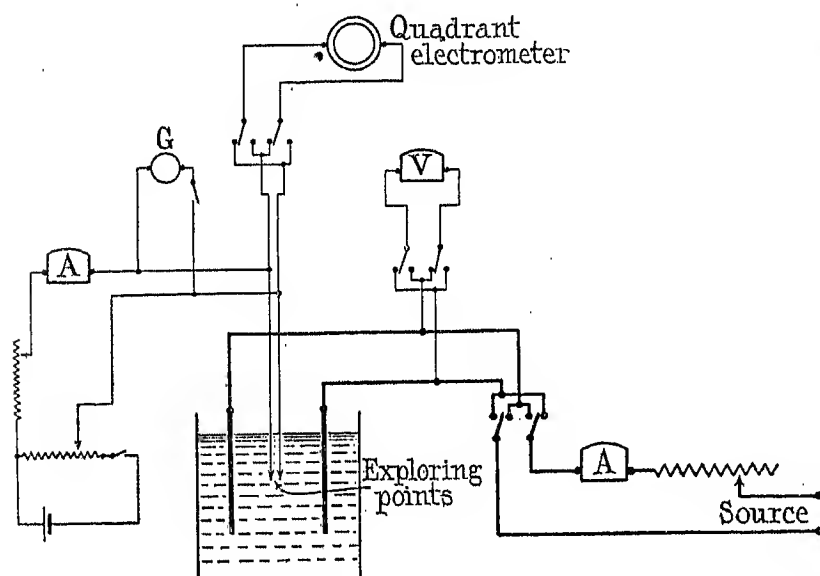 Quadrant
electrometer
G
V
A
A
Exploring
points
Source